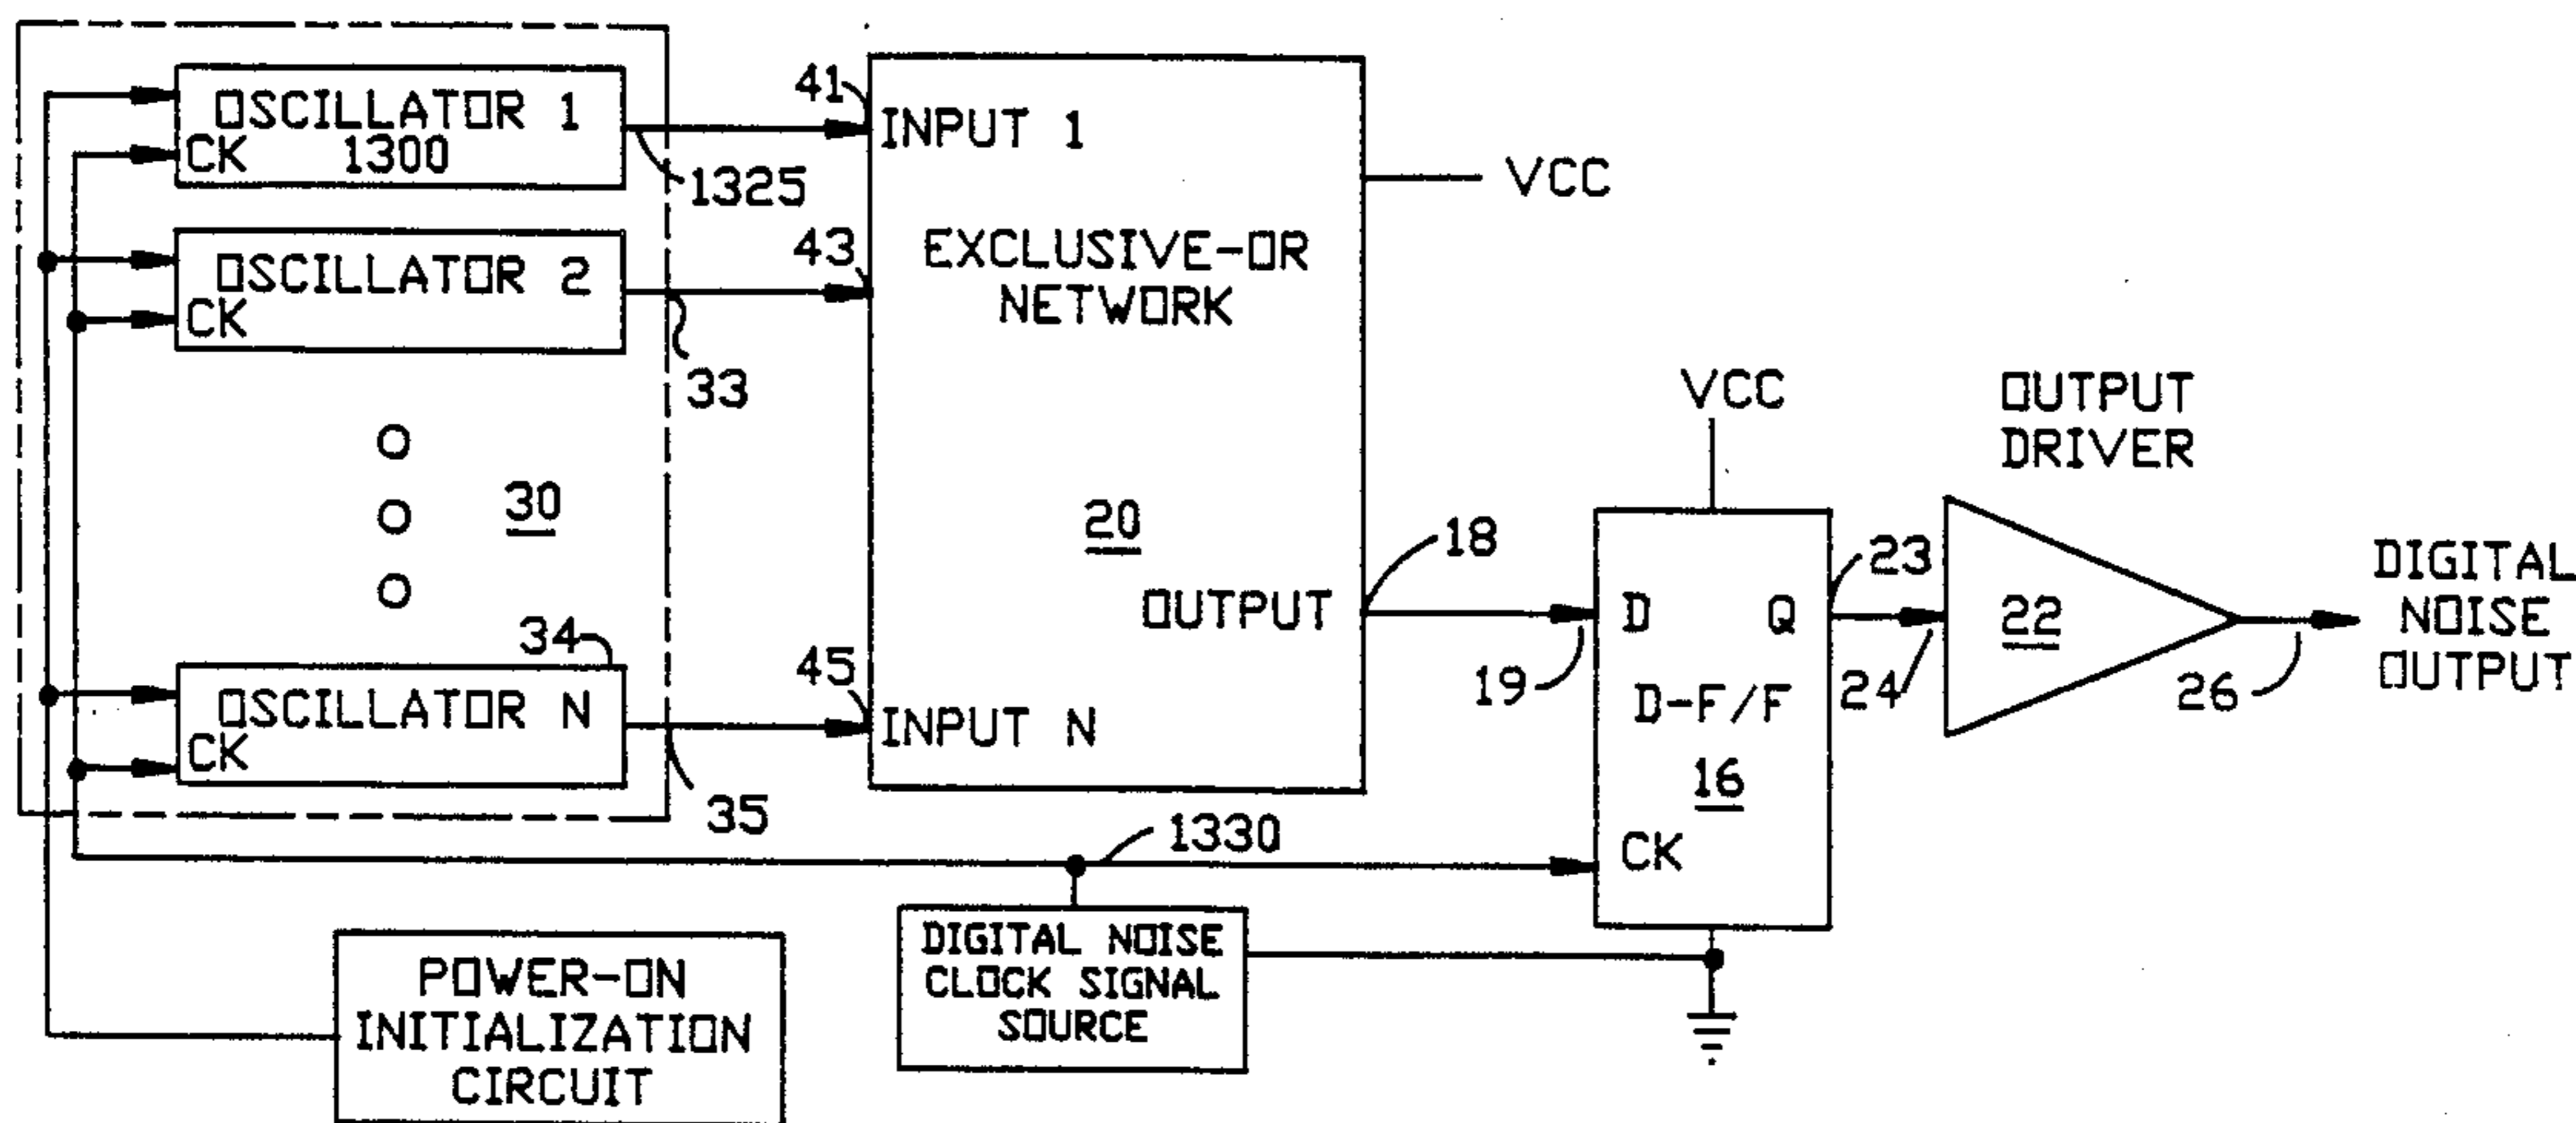 OSCILLATOR 1
CK 1300
1325
41
INPUT 1
VCC
OSCILLATOR 2
CK
33
43
EXCLUSIVE-OR
NETWORK
30
20
OUTPUT
18
34
OSCILLATOR N
CK
35
45
INPUT N
VCC
19
D Q
D-F/F
16
CK
23
24
OUTPUT
DRIVER
22
26
DIGITAL
NOISE
OUTPUT
1330
POWER-ON
INITIALIZATION
CIRCUIT
DIGITAL NOISE
CLOCK SIGNAL
SOURCE